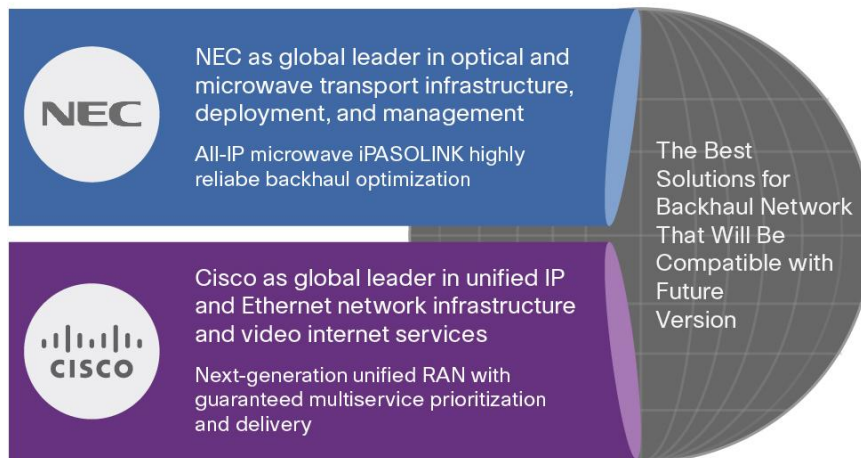 NEC
NEC as global leader in optical and
microwave transport infrastructure,
deployment, and management
All-IP microwave iPASOLINK highly
reliabe backhaul optimization
CISCO
Cisco as global leader in unified IP
and Ethernet network infrastructure
and video internet services
Next-generation unified RAN with
guaranteed multiservice prioritization
and delivery
The Best
Solutions for
Backhaul Network
That Will Be
Compatible with
Future
Version